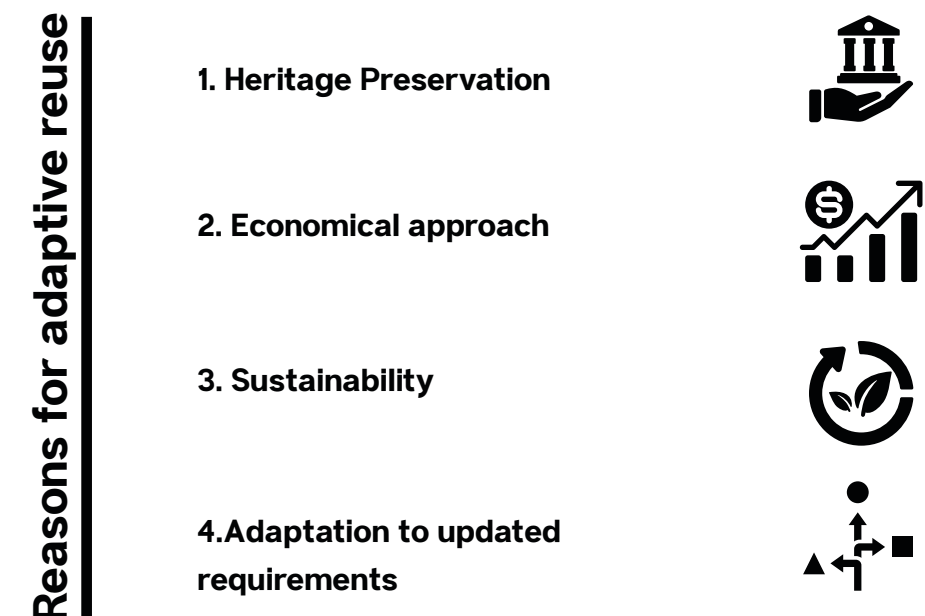 Reasons for adaptive reuse
1. Heritage Preservation
2. Economical approach
3. Sustainability
4.Adaptation to updated
requirements